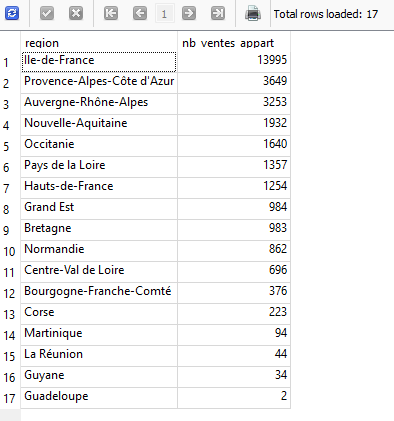 1 Total rows loaded: 17
region nb_ventes_appart
1 Ile-de-France 13995
2 Provence-Alpes-Côte d'Azur 3649
3 Auvergne-Rhône-Alpes 3253
4 Nouvelle-Aquitaine 1932
5 Occitanie 1640
6 Pays de la Loire 1357
7 Hauts-de-France 1254
8 Grand Est 984
9 Bretagne 983
10 Normandie 862
11 Centre-Val de Loire 696
12 Bourgogne-Franche-Comté 376
13 Corse 223
14 Martinique 94
15 La Réunion 44
16 Guyane 34
17 Guadeloupe 2